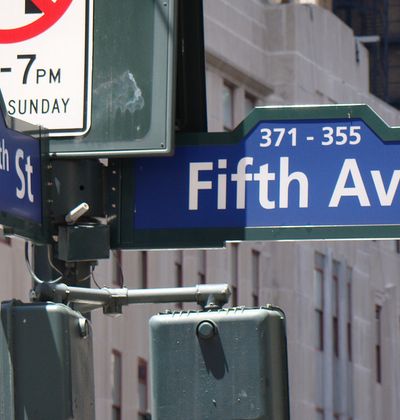 -7PM
SUNDAY
th St
371 - 355
Fifth Av